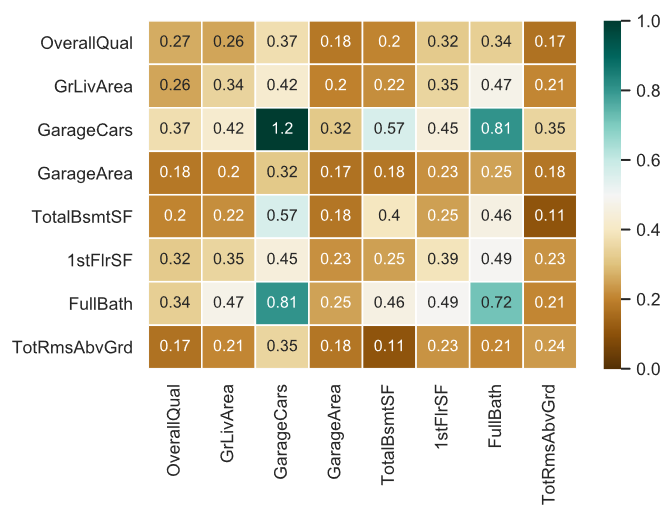 OverallQual 0.27 0.26 0.37 0.18 0.2 0.32 0.34 0.17
GrLivArea 0.26 0.34 0.42 0.2 0.22 0.35 0.47 0.21
GarageCars 0.37 0.42 1.2 0.32 0.57 0.45 0.81 0.35
GarageArea 0.18 0.2 0.32 0.17 0.18 0.23 0.25 0.18
TotalBsmtSF 0.2 0.22 0.57 0.18 0.4 0.25 0.46 0.11
1stFlrSF 0.32 0.35 0.45 0.23 0.25 0.39 0.49 0.23
FullBath 0.34 0.47 0.81 0.25 0.46 0.49 0.72 0.21
TotRmsAbvGrd 0.17 0.21 0.35 0.18 0.11 0.23 0.21 0.24
OverallQual
GrLivArea
GarageCars
GarageArea
TotalBsmtSF
1stFlrSF
FullBath
TotRmsAbvGrd
1.0
0.8
0.6
0.4
0.2
0.0